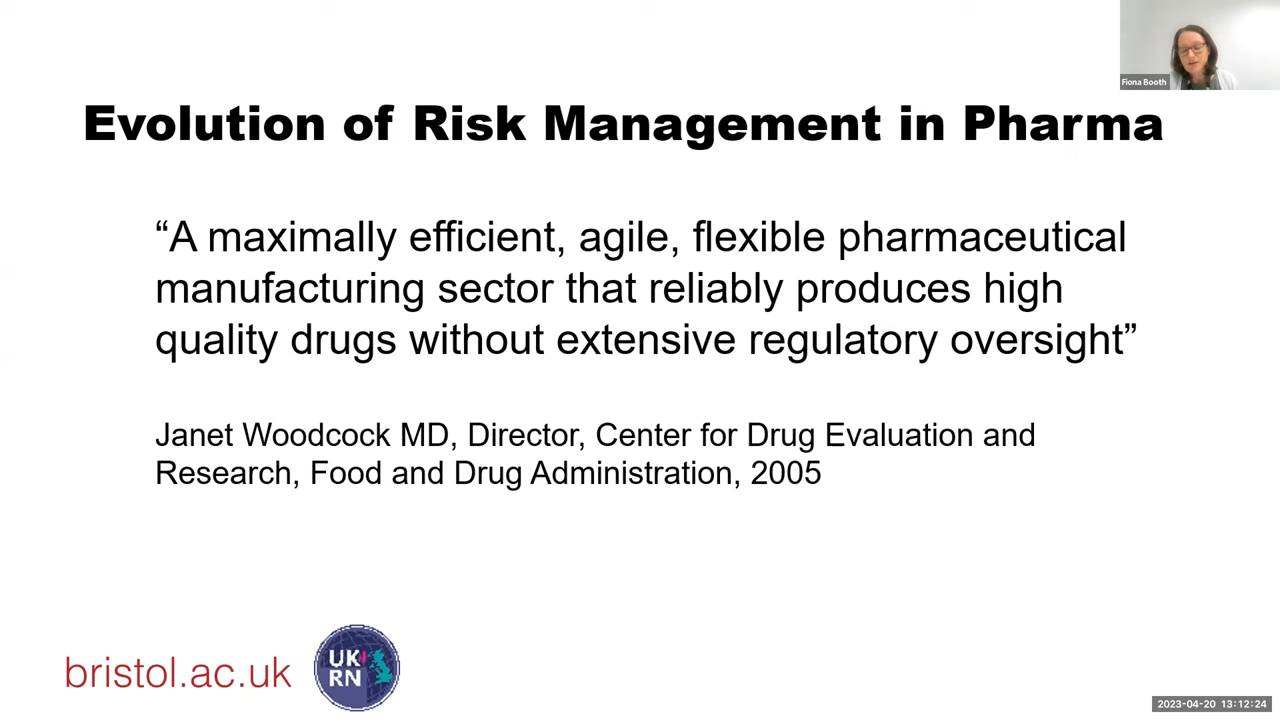 Fiona Booth
Evolution of Risk Management in Pharma
“A maximally efficient, agile, flexible pharmaceutical
manufacturing sector that reliably produces high
quality drugs without extensive regulatory oversight”
Janet Woodcock MD, Director, Center for Drug Evaluation and
Research, Food and Drug Administration, 2005
bristol.ac.uk
UK
RN
2023-04-20 13:12:24